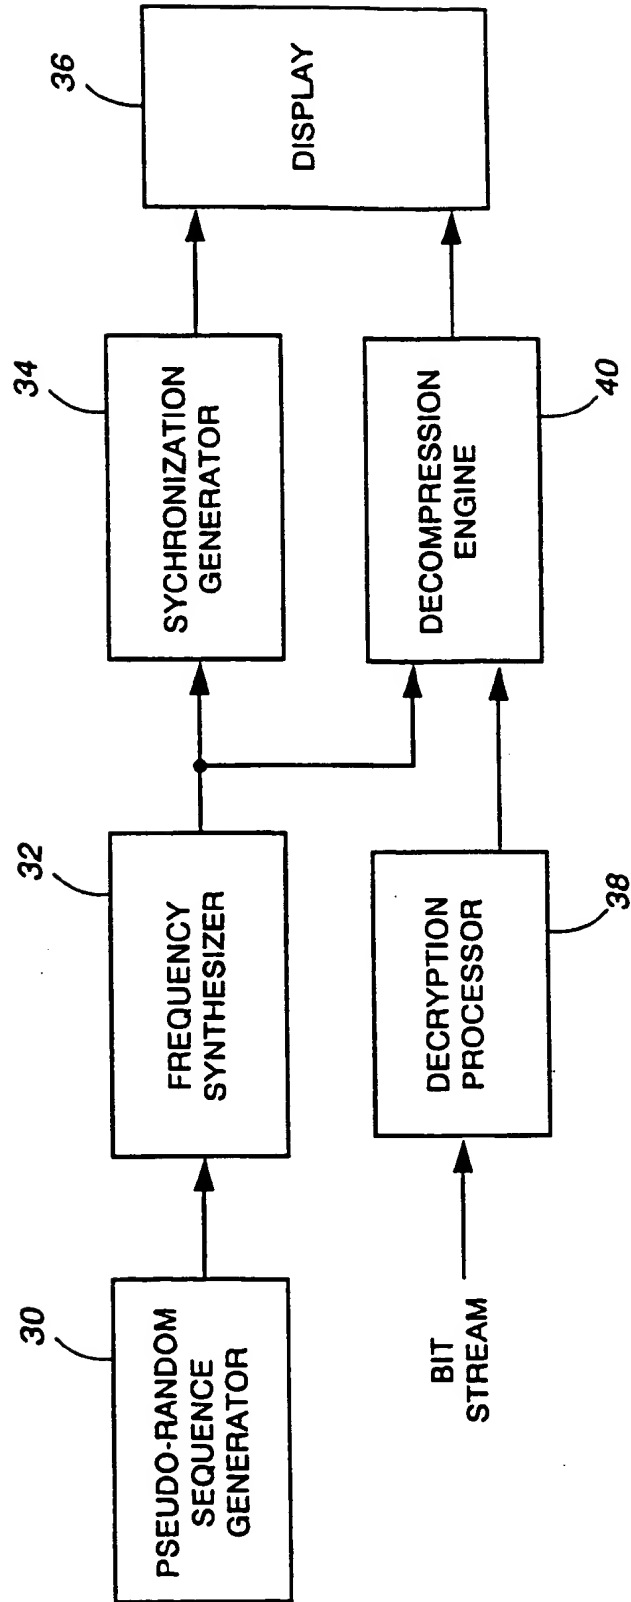 30
PSEUDO-RANDOM
SEQUENCE
GENERATOR
32
FREQUENCY
SYNTHESIZER
34
SYCHRONIZATION
GENERATOR
36
DISPLAY
BIT
STREAM
DECRYPTION
PROCESSOR
38
DECOMPRESSION
ENGINE
40